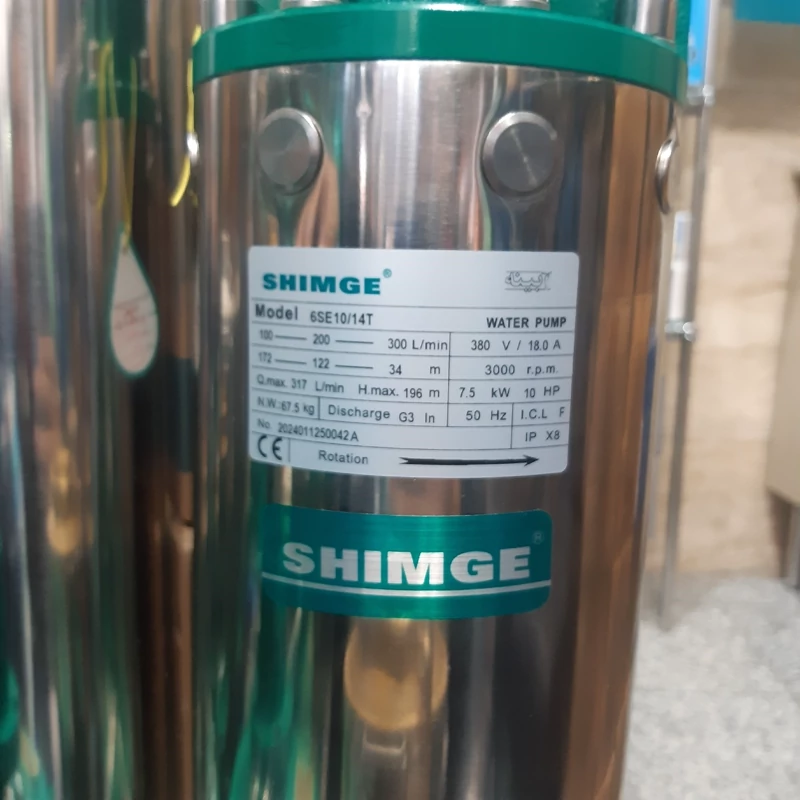 SHIMGE®
Model 6SE10/14T WATER PUMP
100 — 200 — 300 L/min 380 V / 18.0 A
172 — 122 — 34 m 3000 r.p.m.
Q.max. 317 L/min H.max. 196 m 7.5 kW 10 HP
N.W.:67.5 kg Discharge G3 In 50 Hz I.C.L F
No. 2024011250042A IP X8
CE Rotation
SHIMGE®